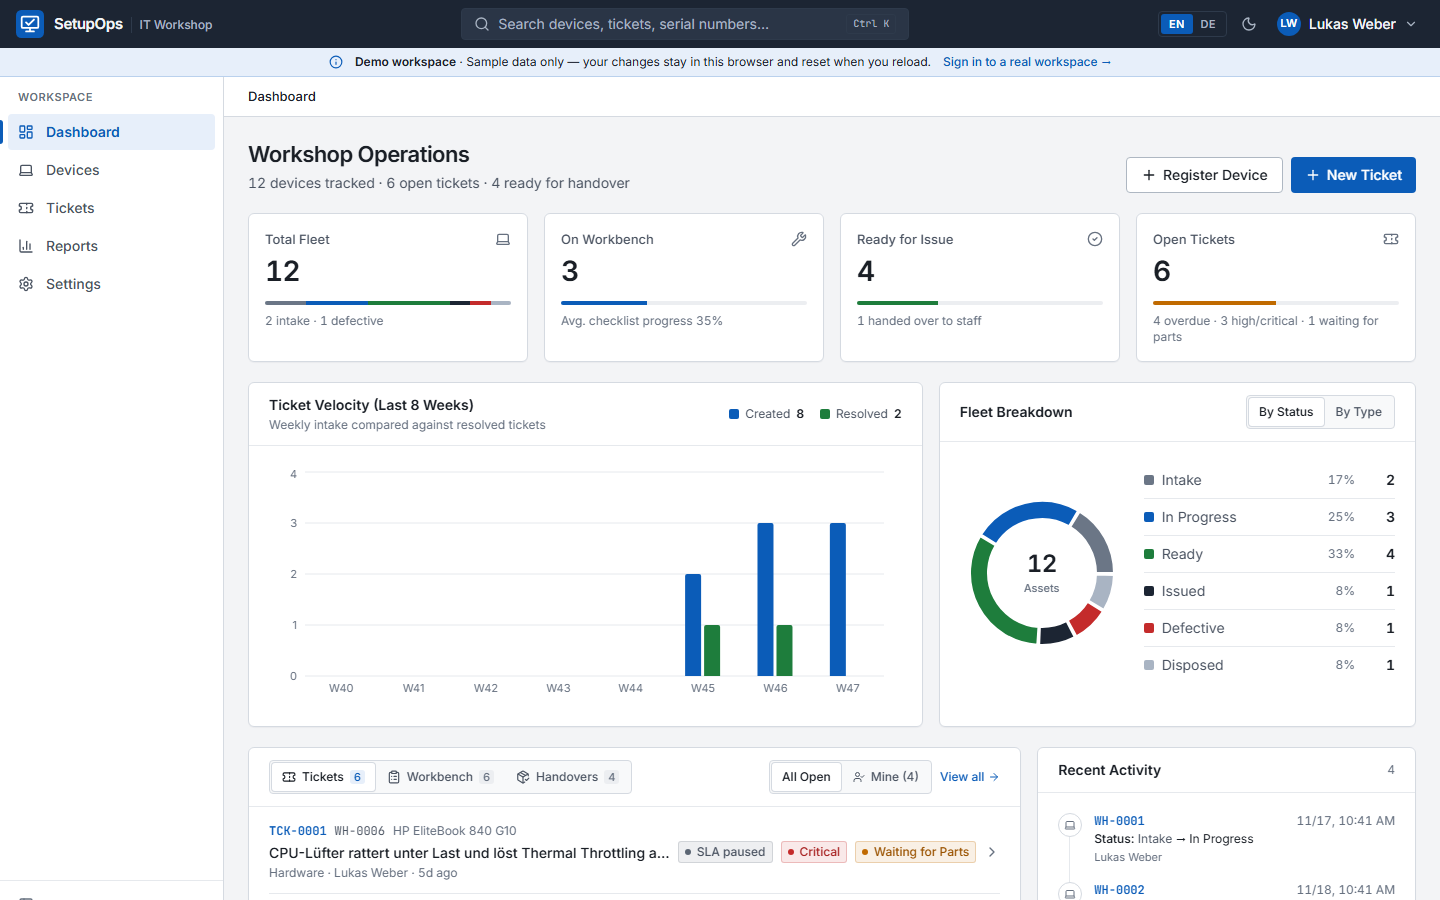 SetupOps IT Workshop
Search devices, tickets, serial numbers... Ctrl K
EN DE
LW Lukas Weber
Demo workspace · Sample data only — your changes stay in this browser and reset when you reload. Sign in to a real workspace →
WORKSPACE
Dashboard
Devices
Tickets
Reports
Settings
Dashboard
Workshop Operations
12 devices tracked · 6 open tickets · 4 ready for handover
Register Device
New Ticket
Total Fleet
12
2 intake · 1 defective
On Workbench
3
Avg. checklist progress 35%
Ready for Issue
4
1 handed over to staff
Open Tickets
6
4 overdue · 3 high/critical · 1 waiting for
parts
Ticket Velocity (Last 8 Weeks)
Weekly intake compared against resolved tickets
Created 8 Resolved 2
4
3
2
1
0
W40 W41 W42 W43 W44 W45 W46 W47
Fleet Breakdown
By Status By Type
12
Assets
Intake 17% 2
In Progress 25% 3
Ready 33% 4
Issued 8% 1
Defective 8% 1
Disposed 8% 1
Tickets 6 Workbench 6 Handovers 4
All Open Mine (4) View all →
TCK-0001 WH-0006 HP EliteBook 840 G10
CPU-Lüfter rattert unter Last und löst Thermal Throttling a... SLA paused Critical Waiting for Parts
Hardware · Lukas Weber · 5d ago
Recent Activity 4
WH-0001 11/17, 10:41 AM
Status: Intake → In Progress
Lukas Weber
WH-0002 11/18, 10:41 AM